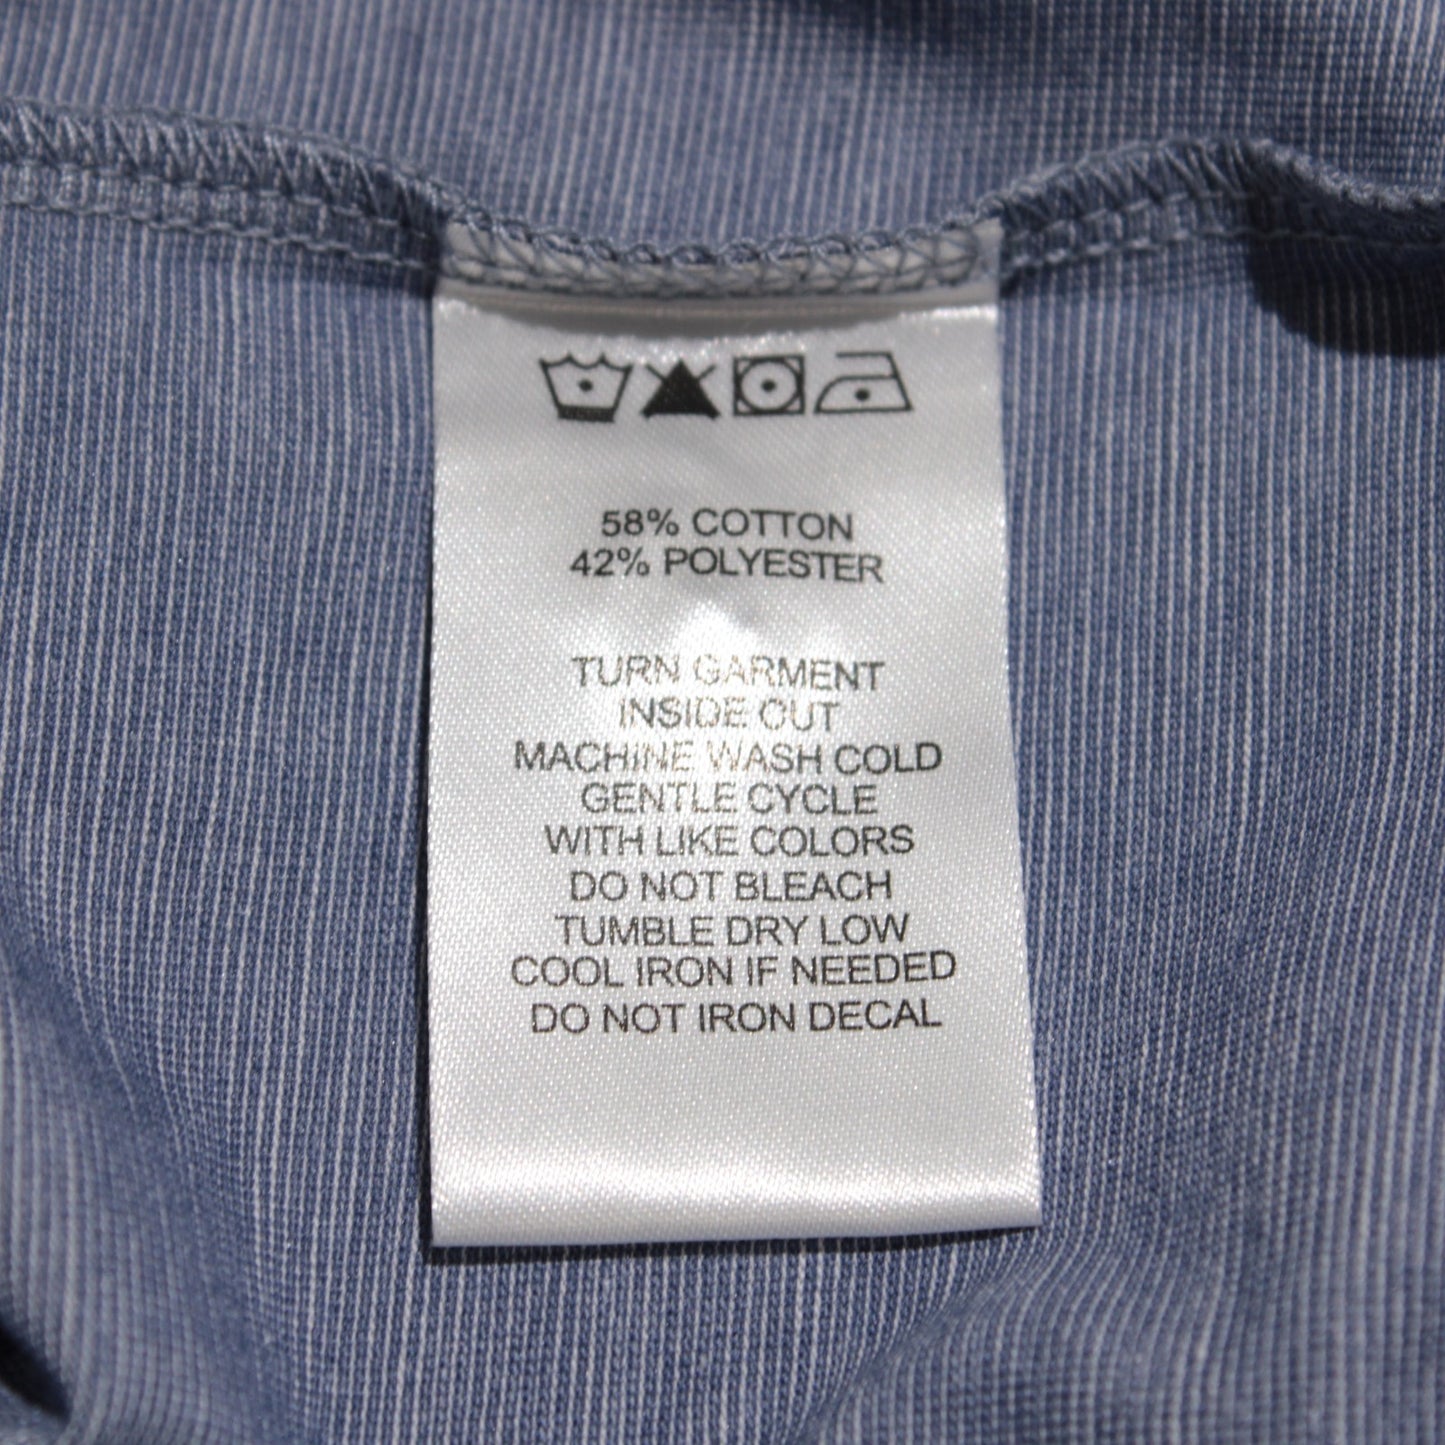 58% COTTON
42% POLYESTER
TURN GARMENT
INSIDE OUT
MACHINE WASH COLD
GENTLE CYCLE
WITH LIKE COLORS
DO NOT BLEACH
TUMBLE DRY LOW
COOL IRON IF NEEDED
DO NOT IRON DECAL